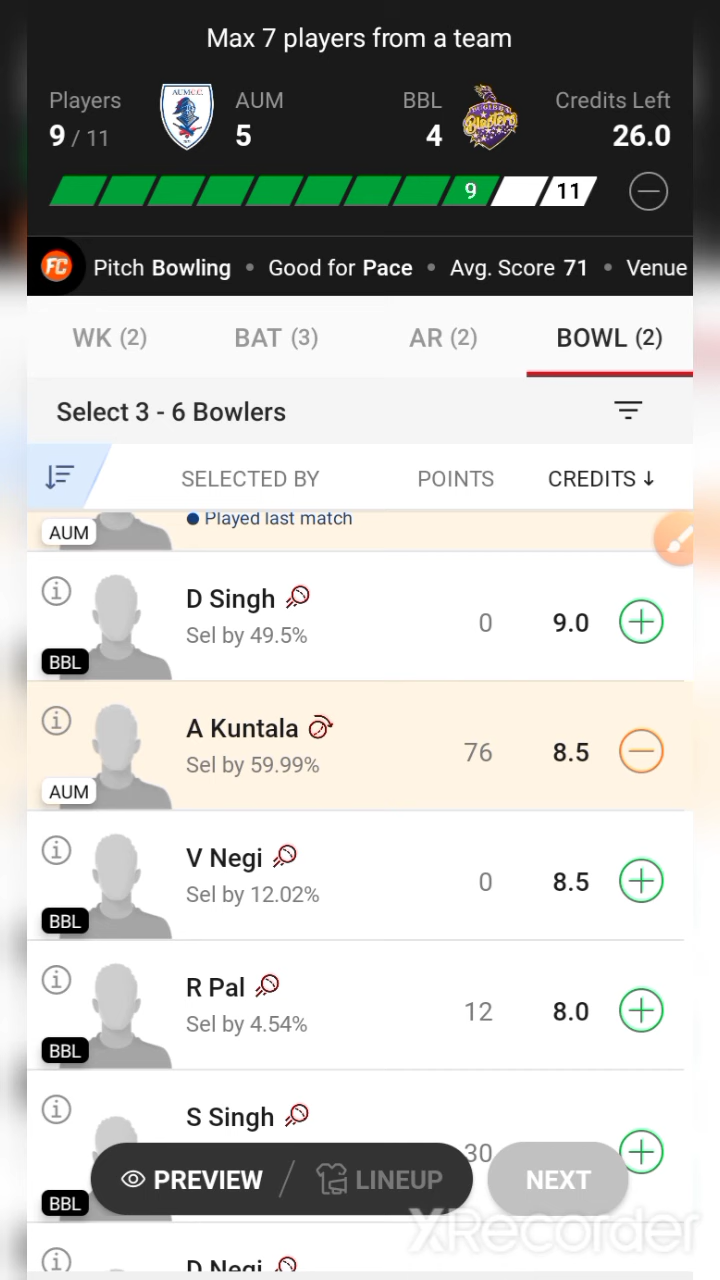 Max 7 players from a team
Players AUM BBL Credits Left
9 / 11 5 4 26.0
AUM C.C.
Blasters
9 11
FC Pitch Bowling • Good for Pace • Avg. Score 71 • Venue
WK (2) BAT (3) AR (2) BOWL (2)
Select 3 - 6 Bowlers
SELECTED BY POINTS CREDITS ↓
AUM Played last match
D Singh
Sel by 49.5% 0 9.0
BBL
A Kuntala
Sel by 59.99% 76 8.5
AUM
V Negi
Sel by 12.02% 0 8.5
BBL
R Pal
Sel by 4.54% 12 8.0
BBL
S Singh
30
PREVIEW / LINEUP NEXT
BBL
XRecorder
D Negi